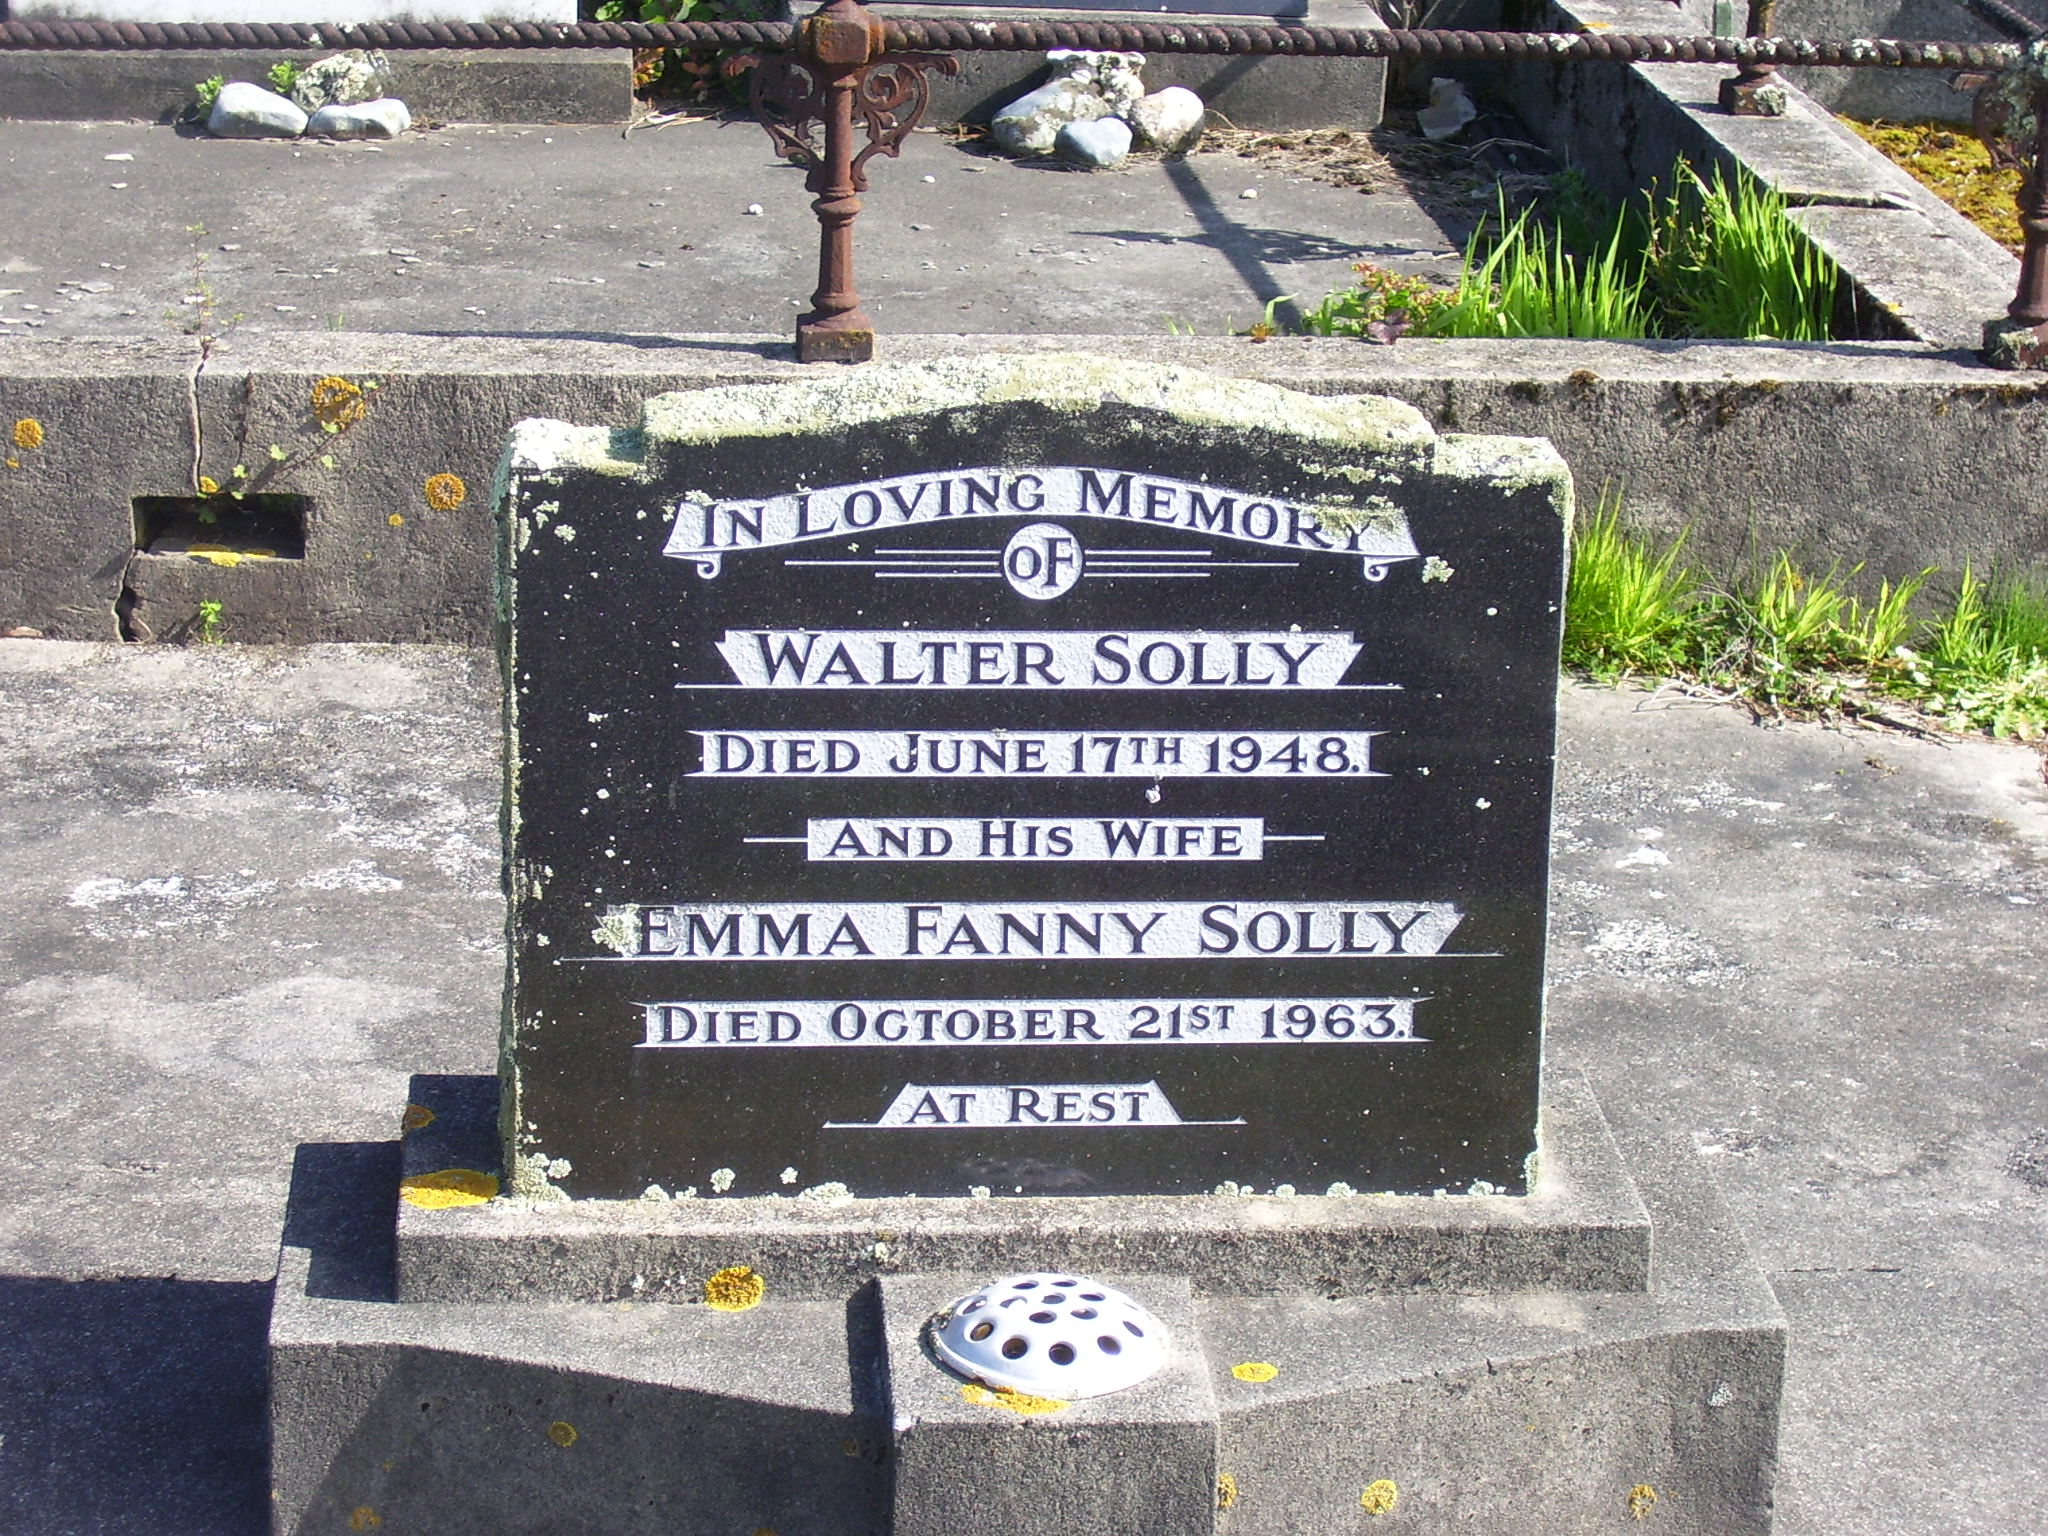 IN LOVING MEMORY
OF
WALTER SOLLY
DIED JUNE 17TH 1948.
AND HIS WIFE
EMMA FANNY SOLLY
DIED OCTOBER 21ST 1963.
AT REST